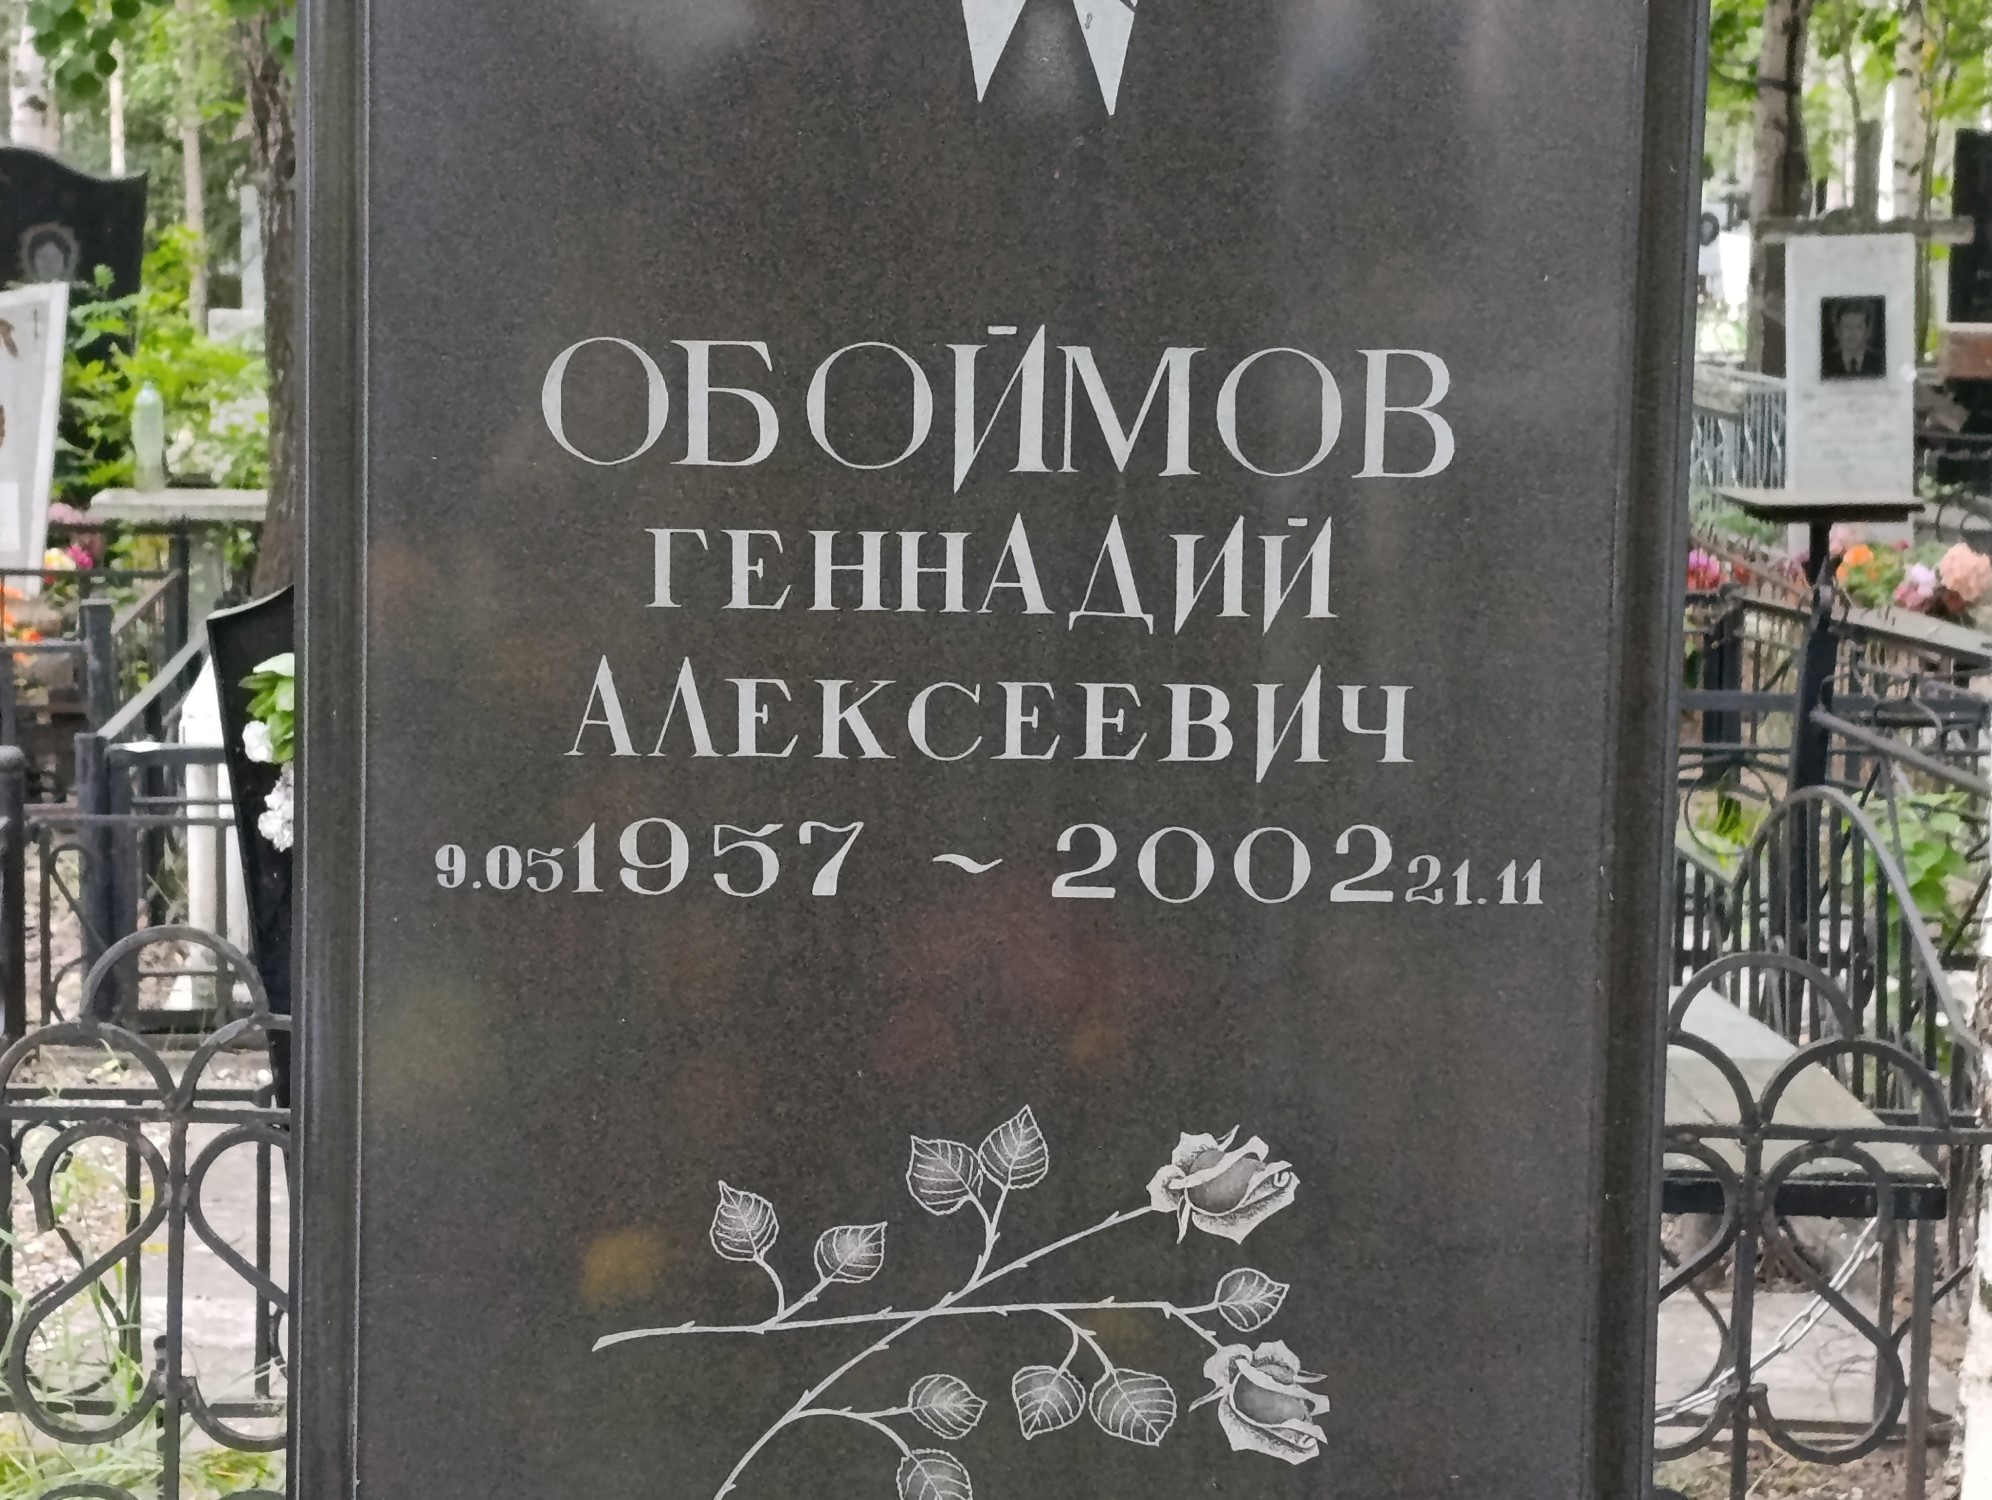 ОБОЙМОВ
ГЕННАДИЙ
АЛЕКСЕЕВИЧ
9.05 1957 ~ 2002 21.11